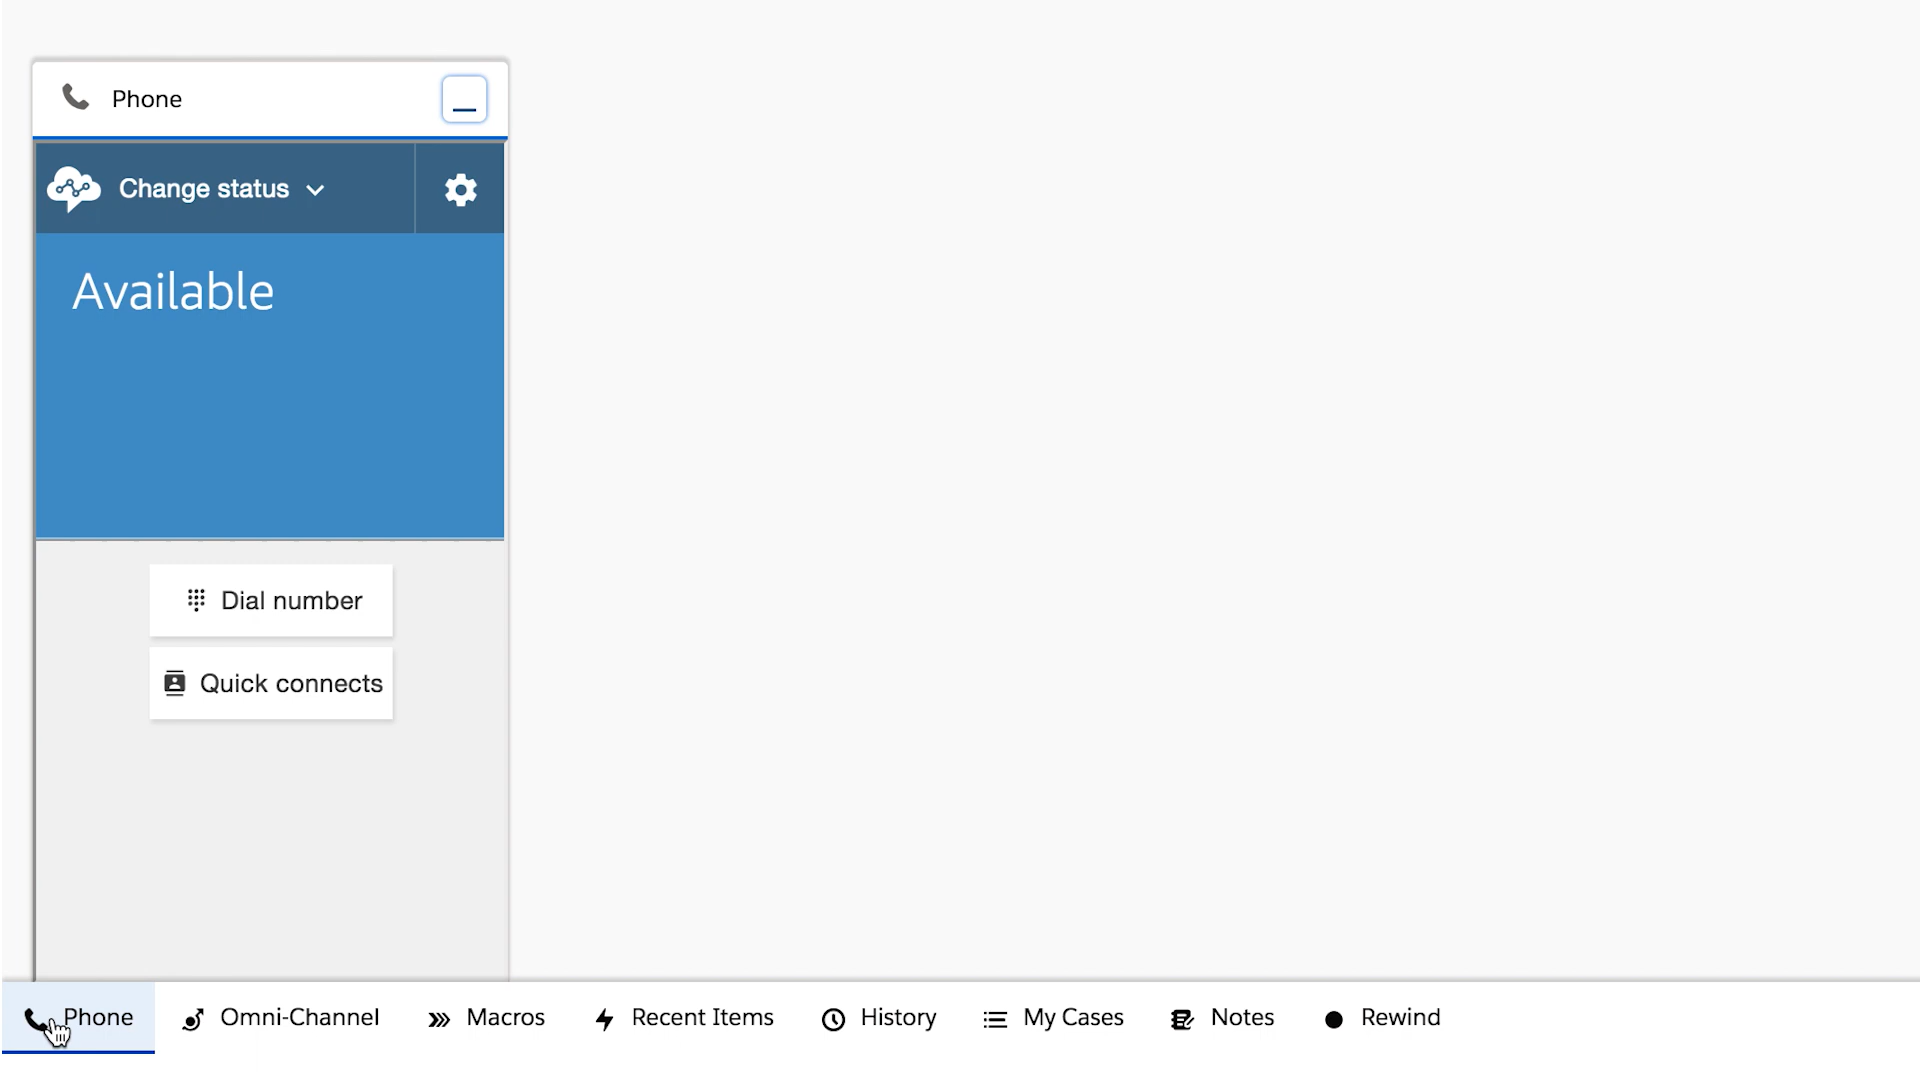 Phone
Change status
Available
Dial number
Quick connects
Phone Omni-Channel Macros Recent Items History My Cases Notes Rewind